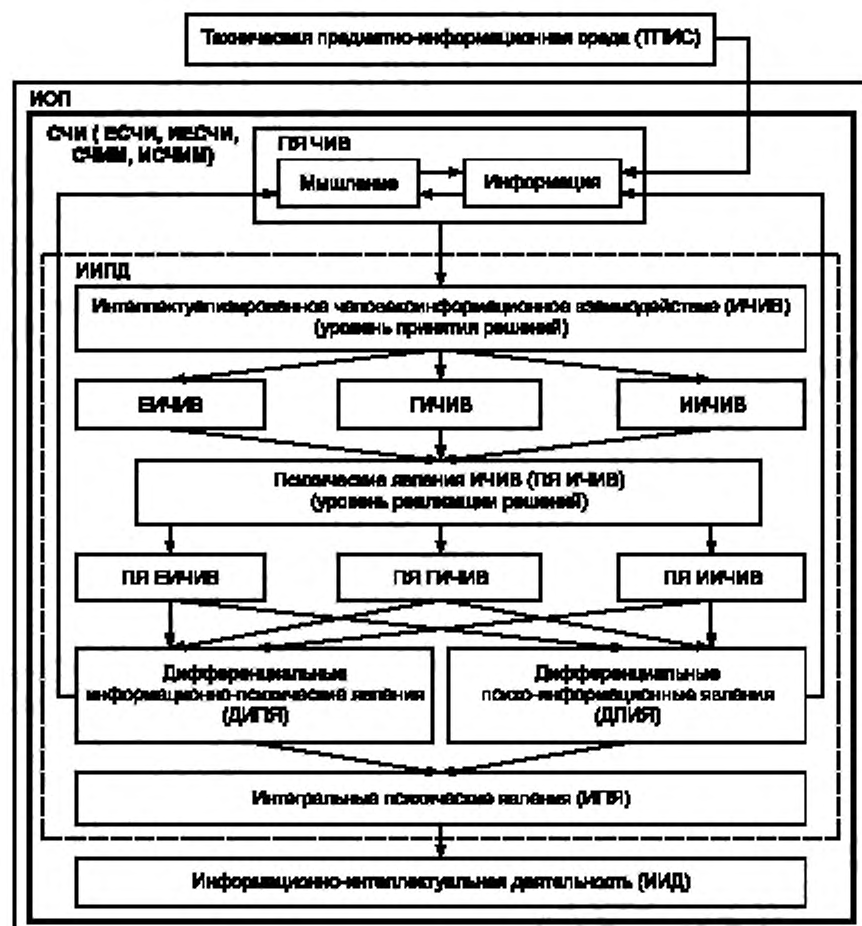 Техническая предметно-информационная среда (ТПИС)
ИОП
СЧИ ( ЕСЧИ, ИЕСЧИ,
СЧИМ, ИСЧИМ)
ПЯ ЧИВ
Мышление
Информация
ИИПД
Интеллектуализированное человекоинформационное взаимодействие (ИЧИВ)
(уровень принятия решений)
ЕИЧИВ
ГИЧИВ
ИИЧИВ
Психические явления ИЧИВ (ПЯ ИЧИВ)
(уровень реализации решений)
ПЯ ЕИЧИВ
ПЯ ГИЧИВ
ПЯ ИИЧИВ
Дифференциальные
информационно-психические явления
(ДИПЯ)
Дифференциальные
психо-информационные явления
(ДПИЯ)
Интегральные психические явления (ИПЯ)
Информационно-интеллектуальная деятельность (ИИД)